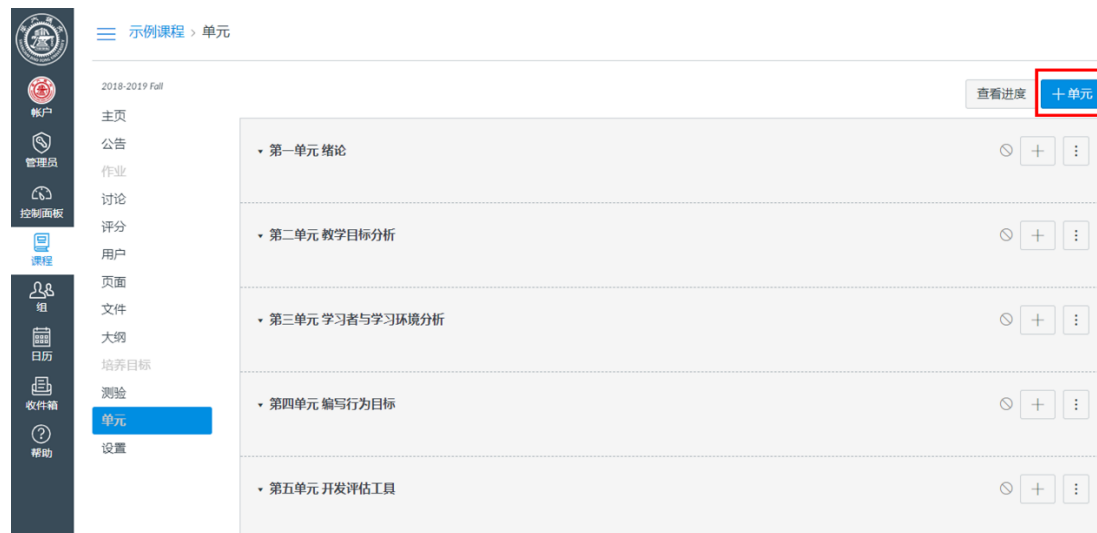 示例课程 › 单元
2018-2019 Fall
查看进度
＋单元
帐户
管理员
控制面板
课程
组
日历
收件箱
帮助
主页
公告
作业
讨论
评分
用户
页面
文件
大纲
培养目标
测验
单元
设置
第一单元 绪论
第二单元 教学目标分析
第三单元 学习者与学习环境分析
第四单元 编写行为目标
第五单元 开发评估工具